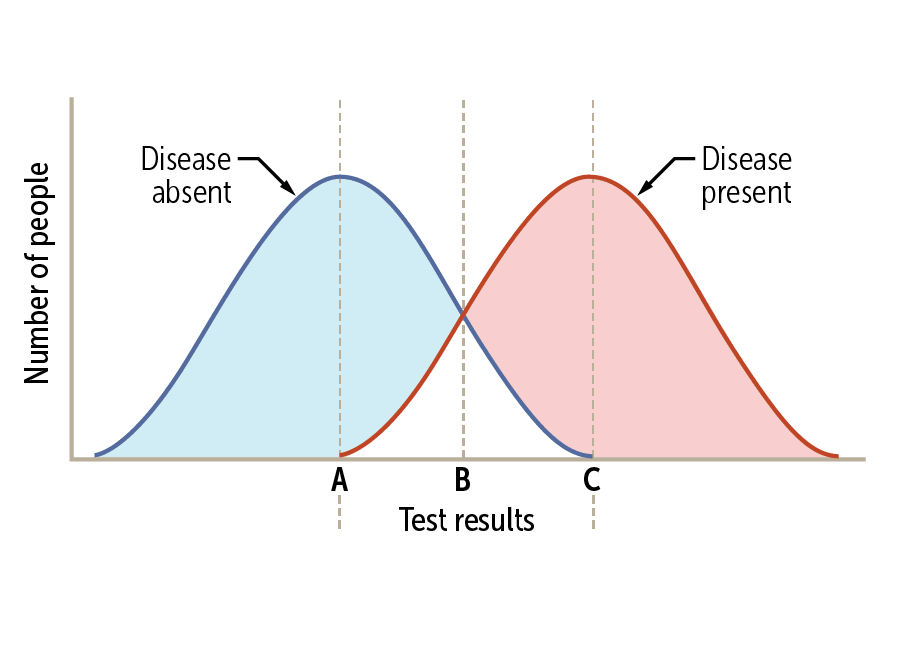 Disease
absent
Disease
present
Number of people
A
B
C
Test results